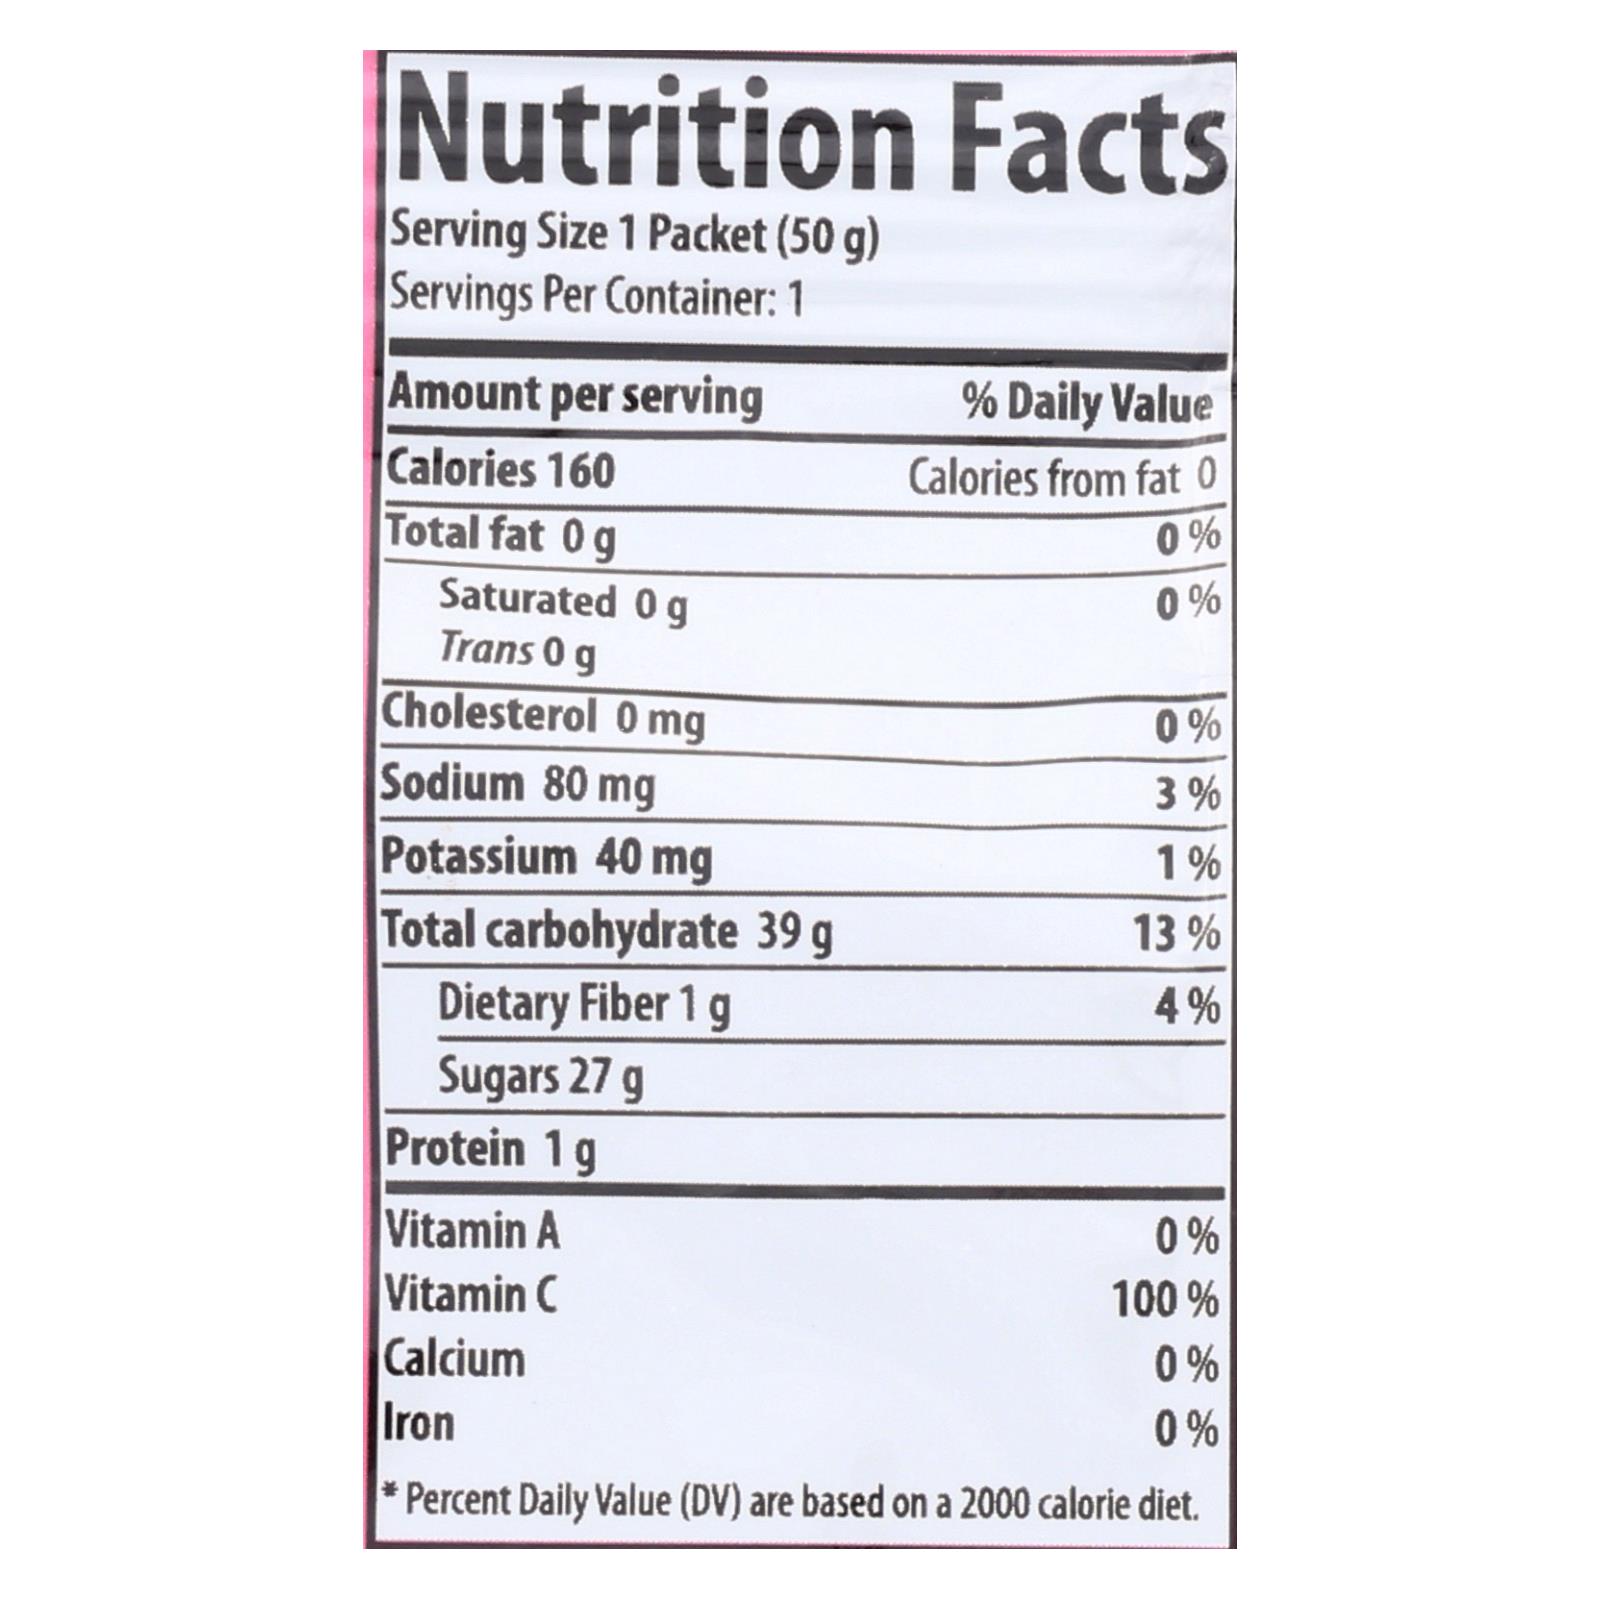 Nutrition Facts
Serving Size 1 Packet (50 g)
Servings Per Container: 1
Amount per serving % Daily Value
Calories 160 Calories from fat 0
Total fat 0 g 0 %
Saturated 0 g 0 %
Trans 0 g
Cholesterol 0 mg 0 %
Sodium 80 mg 3 %
Potassium 40 mg 1 %
Total carbohydrate 39 g 13 %
Dietary Fiber 1 g 4 %
Sugars 27 g
Protein 1 g
Vitamin A 0 %
Vitamin C 100 %
Calcium 0 %
Iron 0 %
* Percent Daily Value (DV) are based on a 2000 calorie diet.